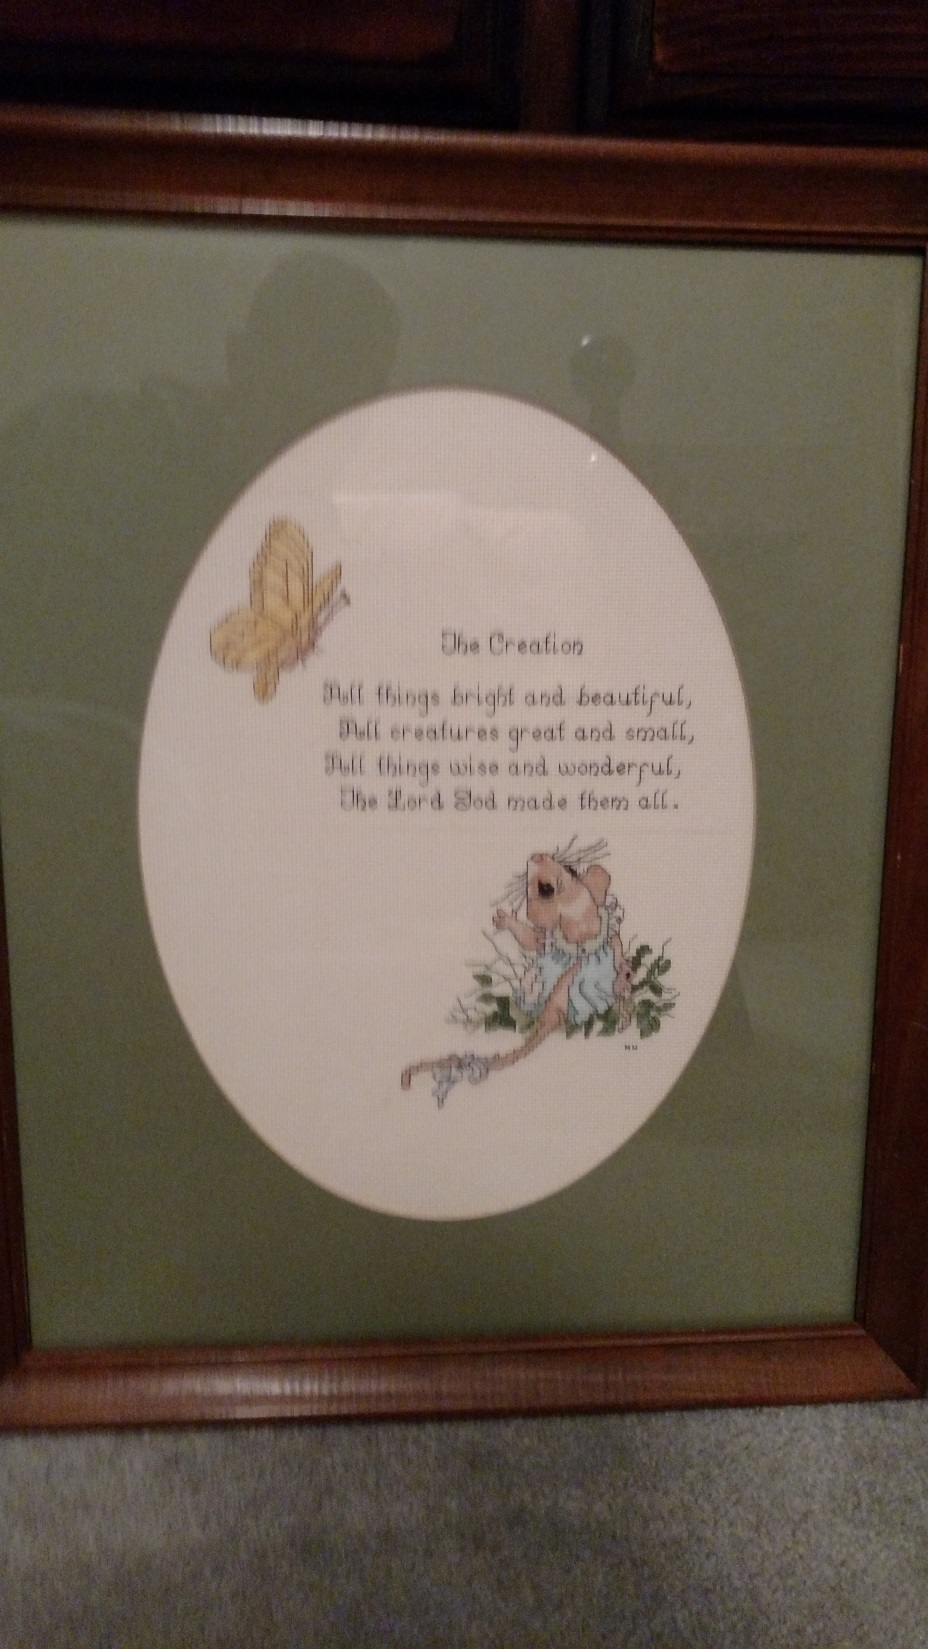 The Creation
All things bright and beautiful,
All creatures great and small,
All things wise and wonderful,
The Lord God made them all.